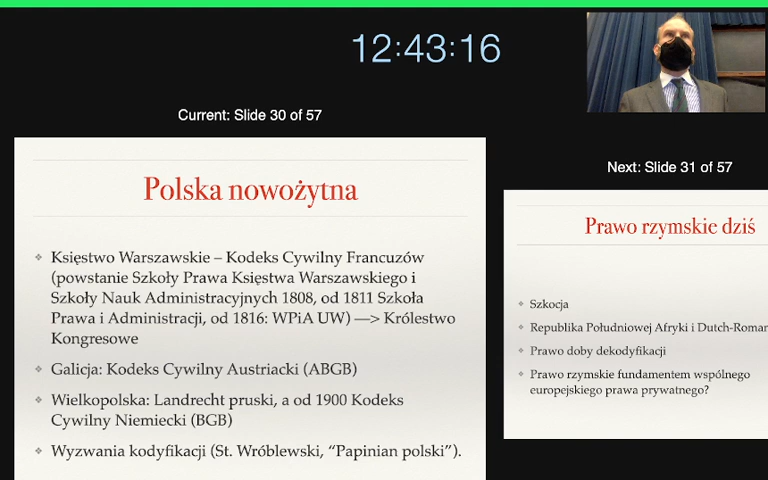 12:43:16
Current: Slide 30 of 57
Polska nowożytna
Księstwo Warszawskie – Kodeks Cywilny Francuzów
(powstanie Szkoły Prawa Księstwa Warszawskiego i
Szkoły Nauk Administracyjnych 1808, od 1811 Szkoła
Prawa i Administracji, od 1816: WPiA UW) —> Królestwo
Kongresowe
Galicja: Kodeks Cywilny Austriacki (ABGB)
Wielkopolska: Landrecht pruski, a od 1900 Kodeks
Cywilny Niemiecki (BGB)
Wyzwania kodyfikacji (St. Wróblewski, “Papinian polski”).
Next: Slide 31 of 57
Prawo rzymskie dziś
Szkocja
Republika Południowej Afryki i Dutch-Roman
Prawo doby dekodyfikacji
Prawo rzymskie fundamentem wspólnego
europejskiego prawa prywatnego?